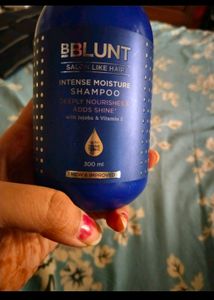 BBLUNT
SALON LIKE HAIR
INTENSE MOISTURE
SHAMPOO
DEEPLY NOURISHES &
ADDS SHINE*
with Jojoba & Vitamin E
300 ml
NEW & IMPROVED